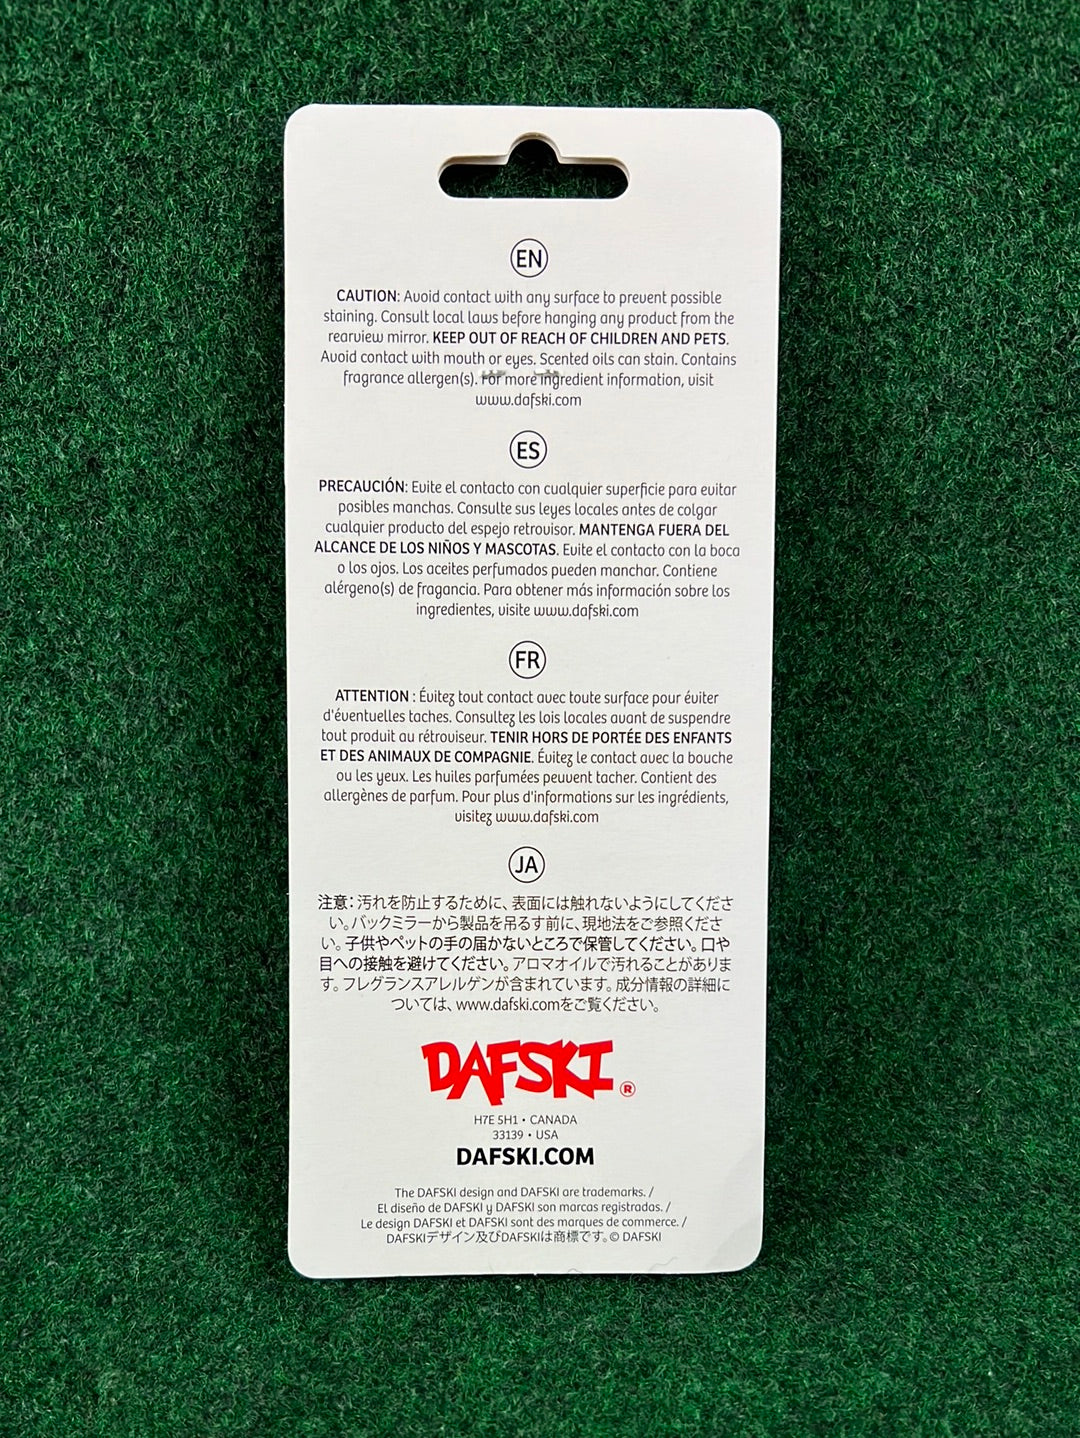 EN
CAUTION: Avoid contact with any surface to prevent possible
staining. Consult local laws before hanging any product from the
rearview mirror. KEEP OUT OF REACH OF CHILDREN AND PETS.
Avoid contact with mouth or eyes. Scented oils can stain. Contains
fragrance allergen(s). For more ingredient information, visit
www.dafski.com
ES
PRECAUCIÓN: Evite el contacto con cualquier superficie para evitar
posibles manchas. Consulte sus leyes locales antes de colgar
cualquier producto del espejo retrovisor. MANTENGA FUERA DEL
ALCANCE DE LOS NIÑOS Y MASCOTAS. Evite el contacto con la boca
o los ojos. Los aceites perfumados pueden manchar. Contiene
alérgeno(s) de fragancia. Para obtener más información sobre los
ingredientes, visite www.dafski.com
FR
ATTENTION : Évitez tout contact avec toute surface pour éviter
d'éventuelles taches. Consultez les lois locales avant de suspendre
tout produit au rétroviseur. TENIR HORS DE PORTÉE DES ENFANTS
ET DES ANIMAUX DE COMPAGNIE. Évitez le contact avec la bouche
ou les yeux. Les huiles parfumées peuvent tacher. Contient des
allergènes de parfum. Pour plus d'informations sur les ingrédients,
visitez www.dafski.com
JA
注意: 汚れを防止するために、表面には触れないようにしてくださ
い。バックミラーから製品を吊るす前に、現地法をご参照くださ
い。子供やペットの手の届かないところで保管してください。口や
目への接触を避けてください。アロマオイルで汚れることがありま
す。フレグランスアレルゲンが含まれています。成分情報の詳細に
ついては、www.dafski.comをご覧ください。
DAFSKI ®
H7E 5H1 • CANADA
33139 • USA
DAFSKI.COM
The DAFSKI design and DAFSKI are trademarks. /
El diseño de DAFSKI y DAFSKI son marcas registradas. /
Le design DAFSKI et DAFSKI sont des marques de commerce. /
DAFSKIデザイン及びDAFSKIは商標です。© DAFSKI